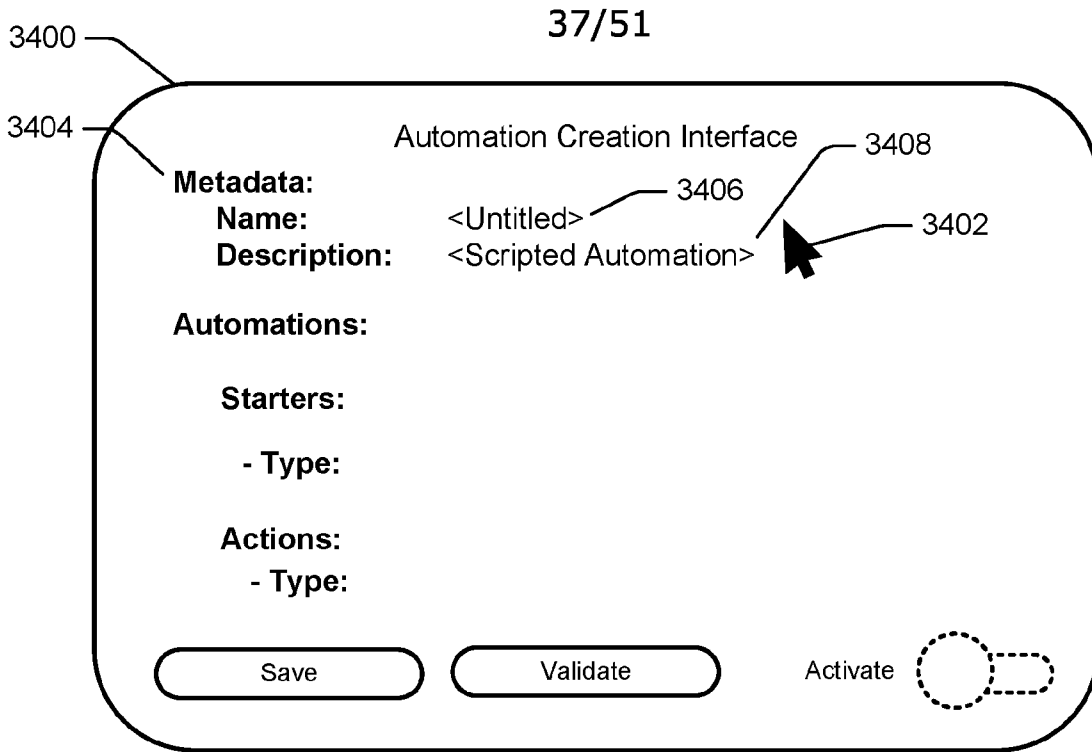 37/51
3400
3404
Automation Creation Interface
3408
Metadata:
3406
Name: <Untitled>
3402
Description: <Scripted Automation>
Automations:
Starters:
- Type:
Actions:
- Type:
Save Validate Activate